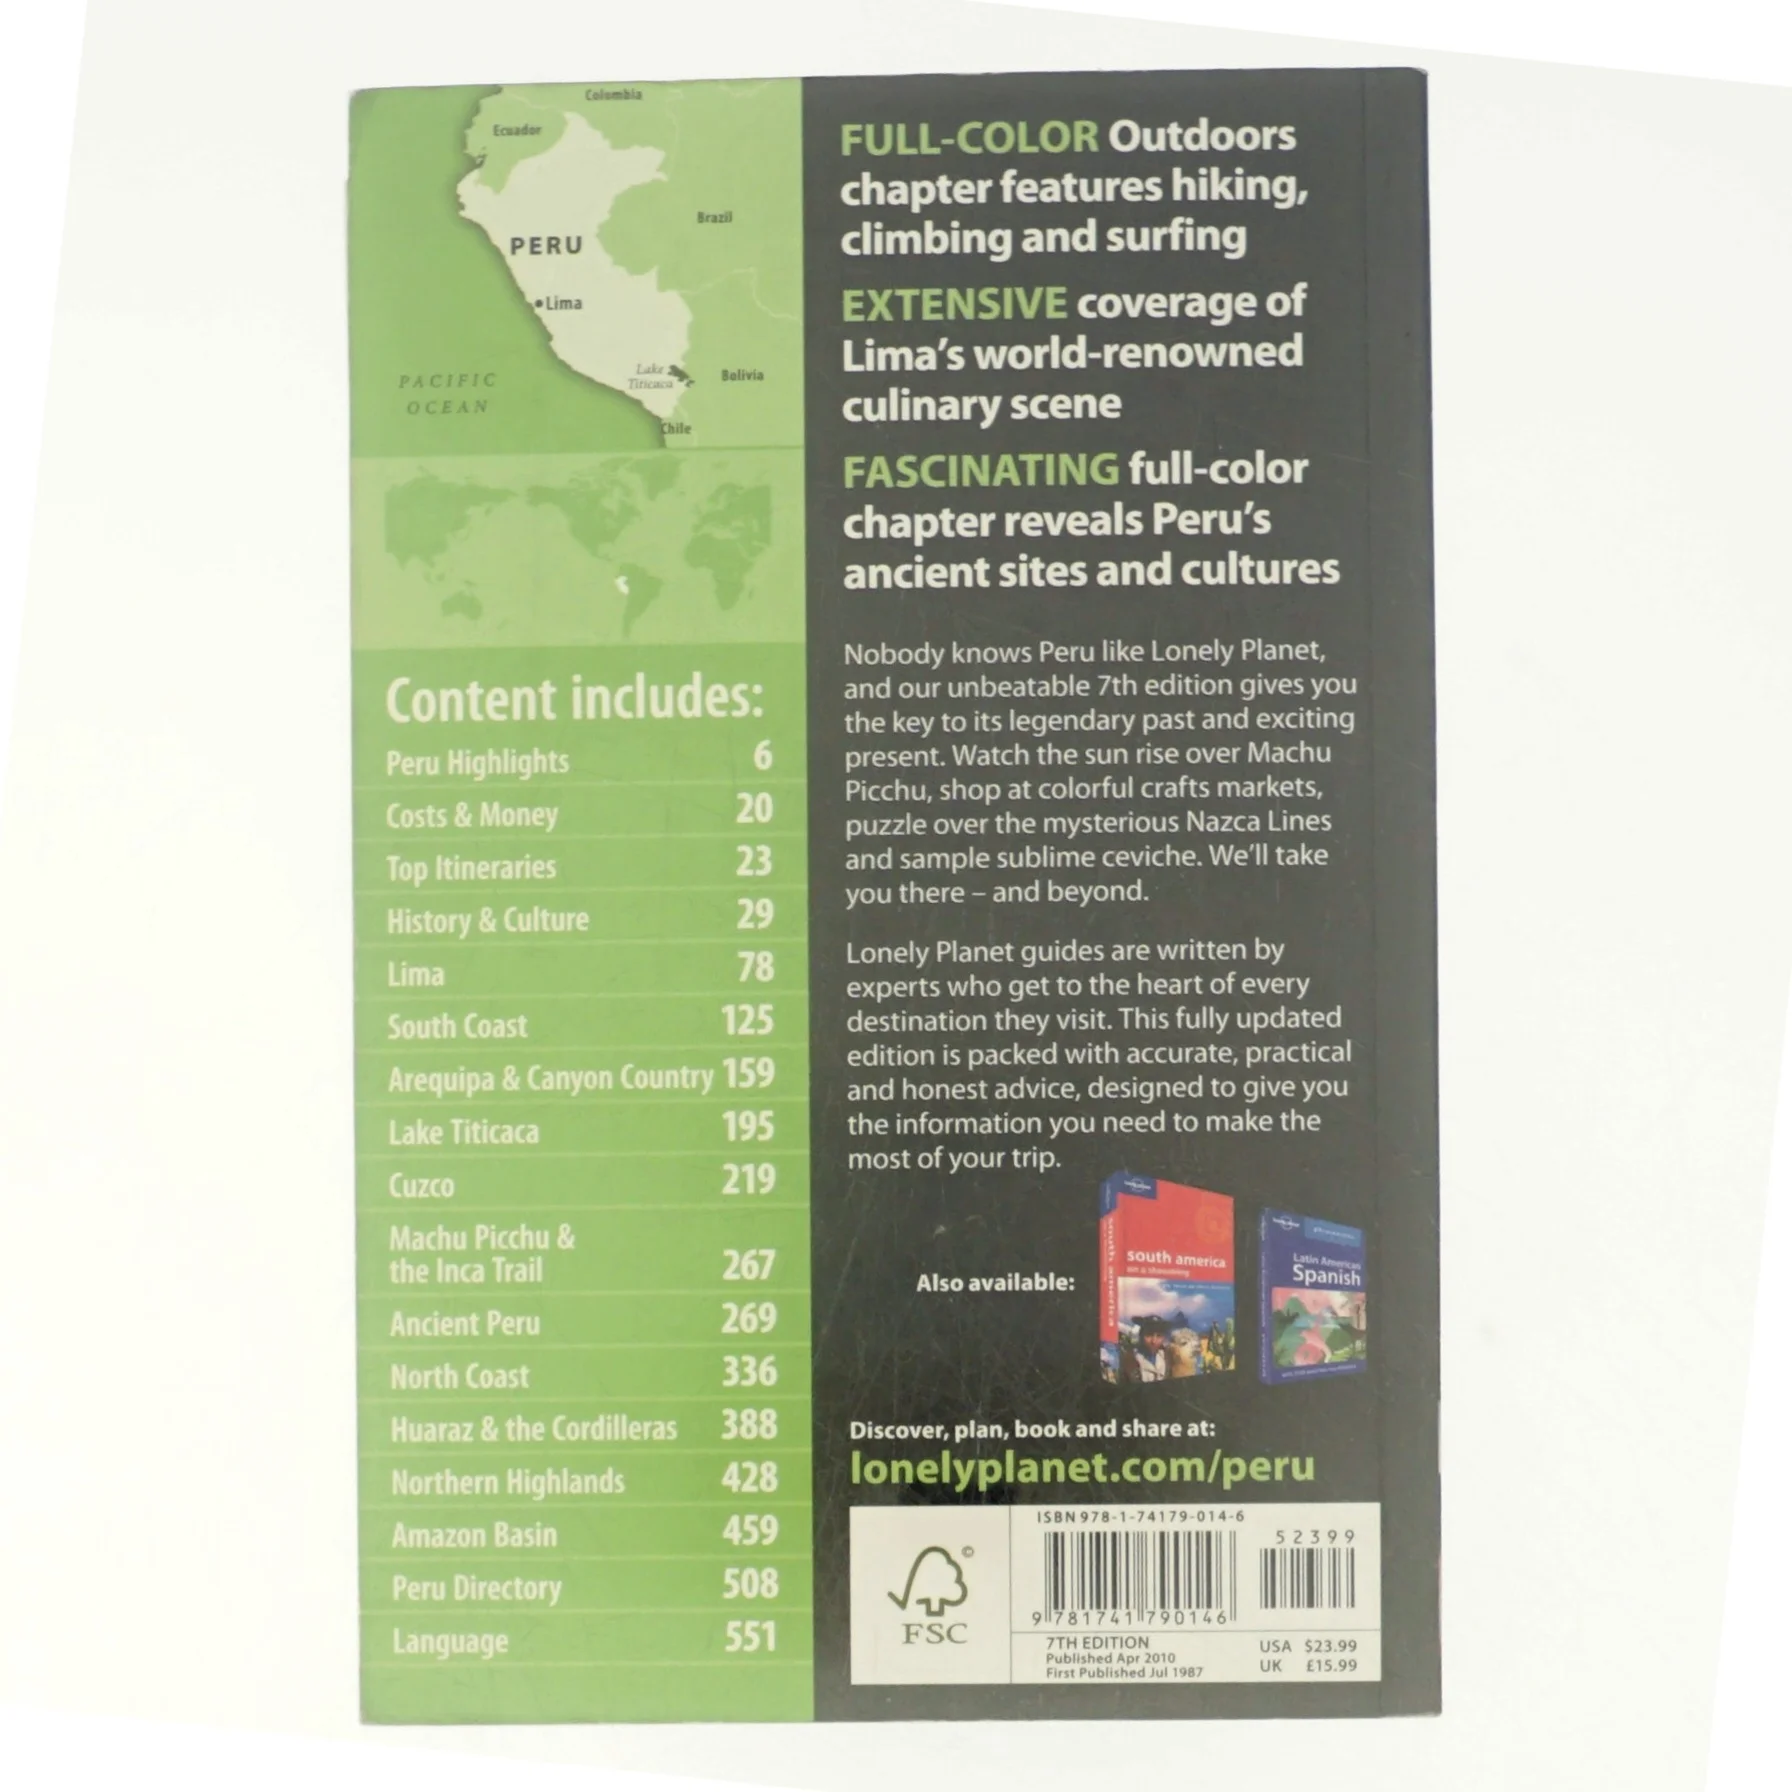 Colombia
Ecuador
Brazil
PERU
Lima
Lake
Titicaca
Bolivia
PACIFIC
OCEAN
Chile
Content includes:
Peru Highlights 6
Costs & Money 20
Top Itineraries 23
History & Culture 29
Lima 78
South Coast 125
Arequipa & Canyon Country 159
Lake Titicaca 195
Cuzco 219
Machu Picchu &
the Inca Trail 267
Ancient Peru 269
North Coast 336
Huaraz & the Cordilleras 388
Northern Highlands 428
Amazon Basin 459
Peru Directory 508
Language 551
FULL-COLOR Outdoors
chapter features hiking,
climbing and surfing
EXTENSIVE coverage of
Lima's world-renowned
culinary scene
FASCINATING full-color
chapter reveals Peru's
ancient sites and cultures
Nobody knows Peru like Lonely Planet,
and our unbeatable 7th edition gives you
the key to its legendary past and exciting
present. Watch the sun rise over Machu
Picchu, shop at colorful crafts markets,
puzzle over the mysterious Nazca Lines
and sample sublime ceviche. We'll take
you there – and beyond.
Lonely Planet guides are written by
experts who get to the heart of every
destination they visit. This fully updated
edition is packed with accurate, practical
and honest advice, designed to give you
the information you need to make the
most of your trip.
Also available:
south america
on a shoestring
south america
Latin American
Spanish
Discover, plan, book and share at:
lonelyplanet.com/peru
©
FSC
ISBN 978-1-74179-014-6
52399
9 781741 790146
7TH EDITION
Published Apr 2010
First Published Jul 1987
USA $23.99
UK £15.99